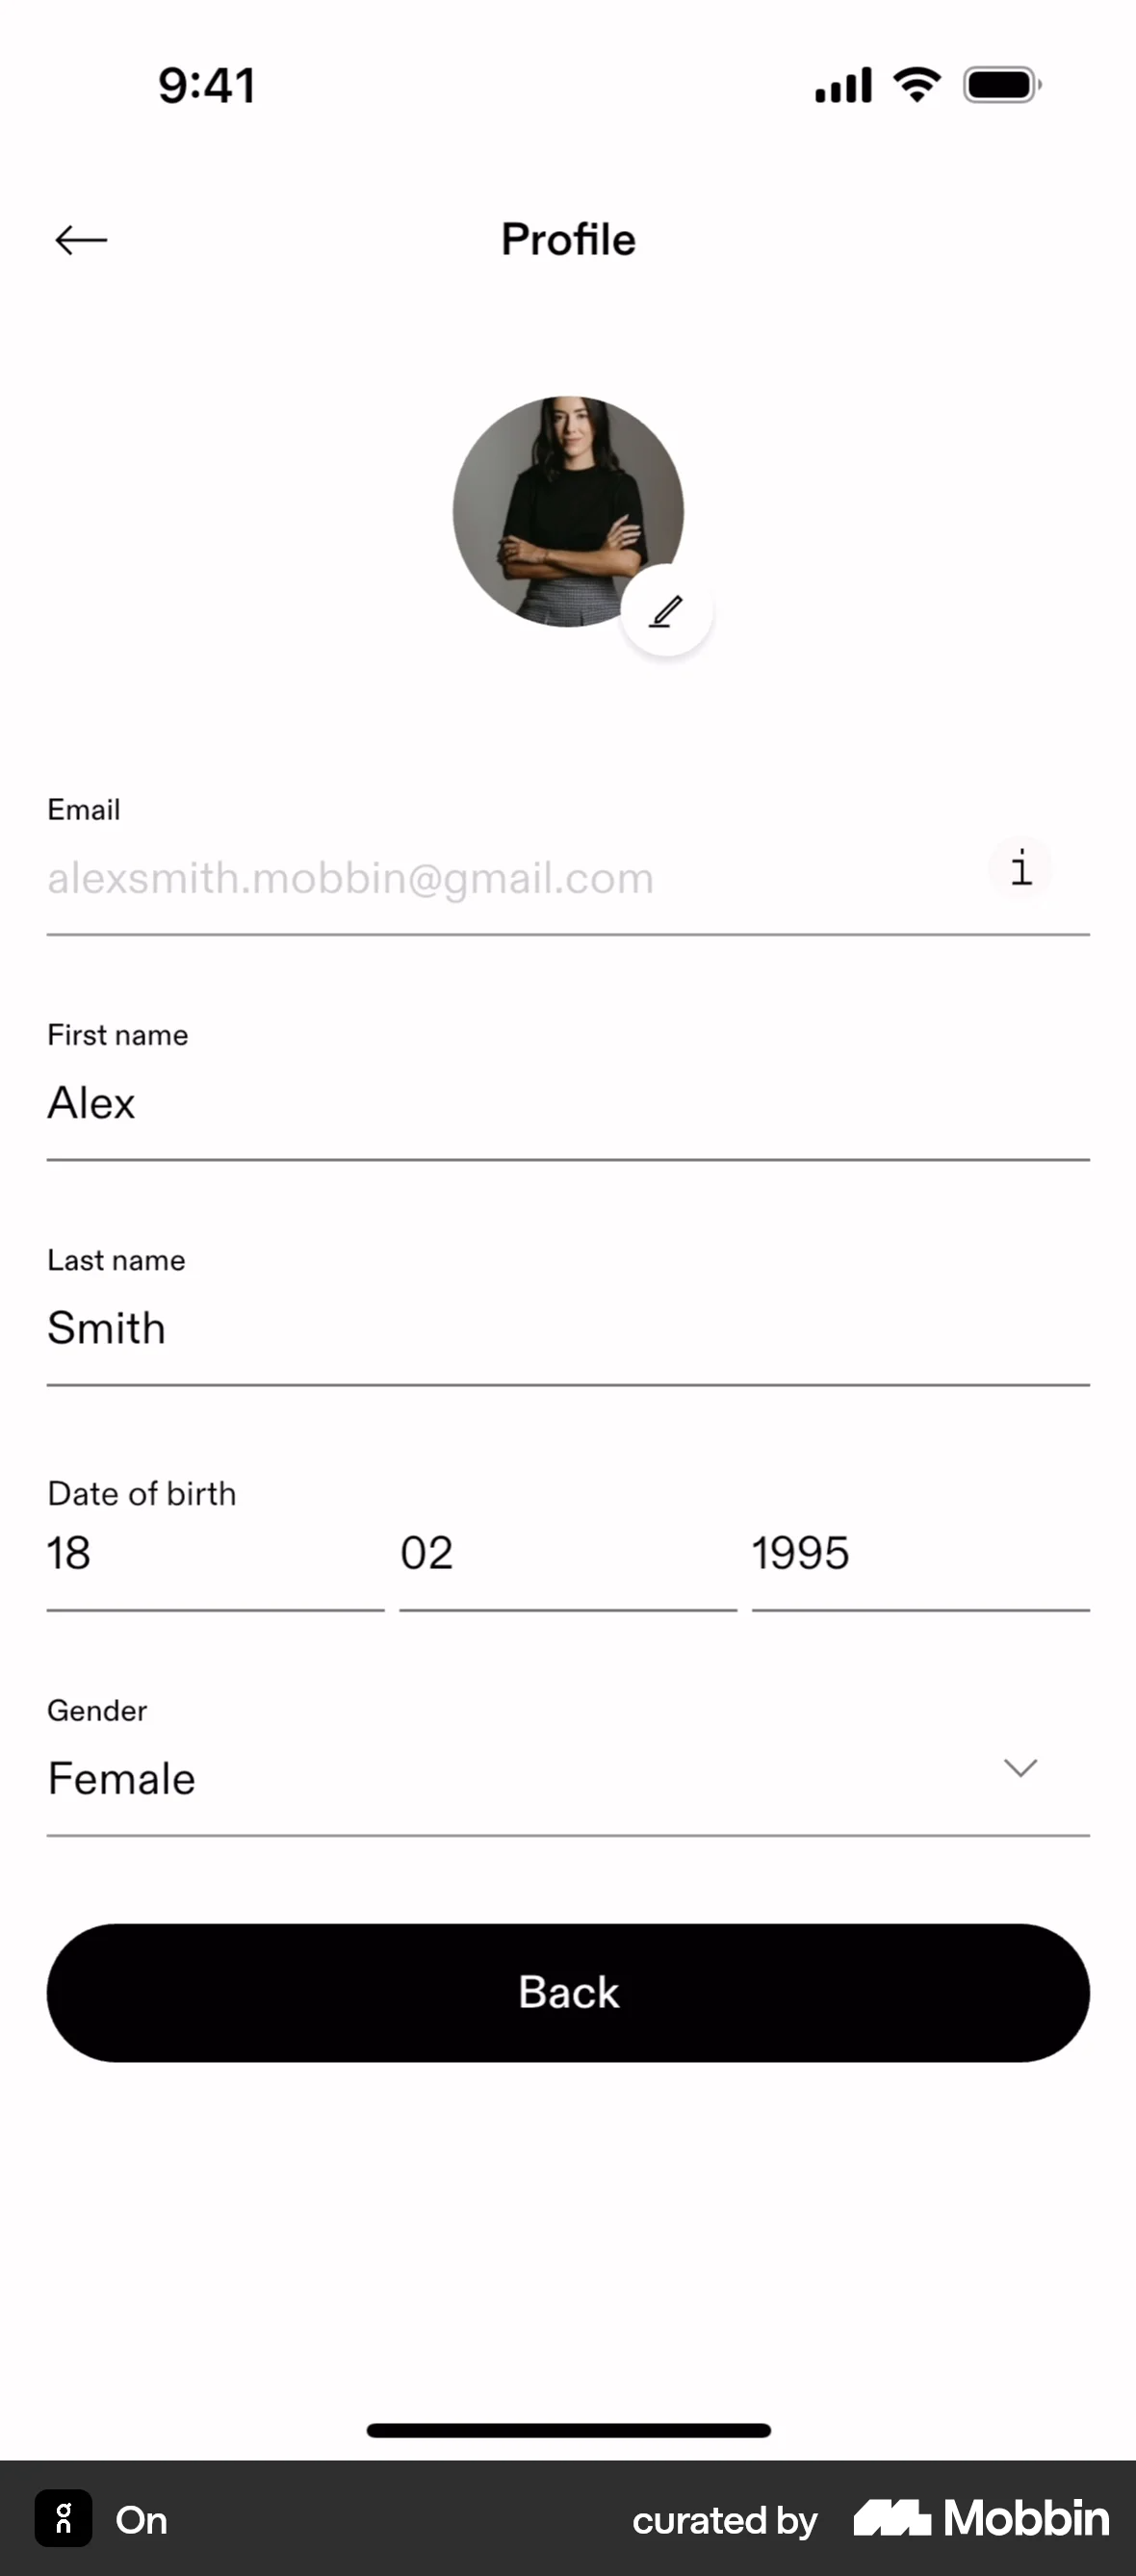 9:41
Profile
Email
alexsmith.mobbin@gmail.com
i
First name
Alex
Last name
Smith
Date of birth
18 02 1995
Gender
Female
Back
On curated by Mobbin